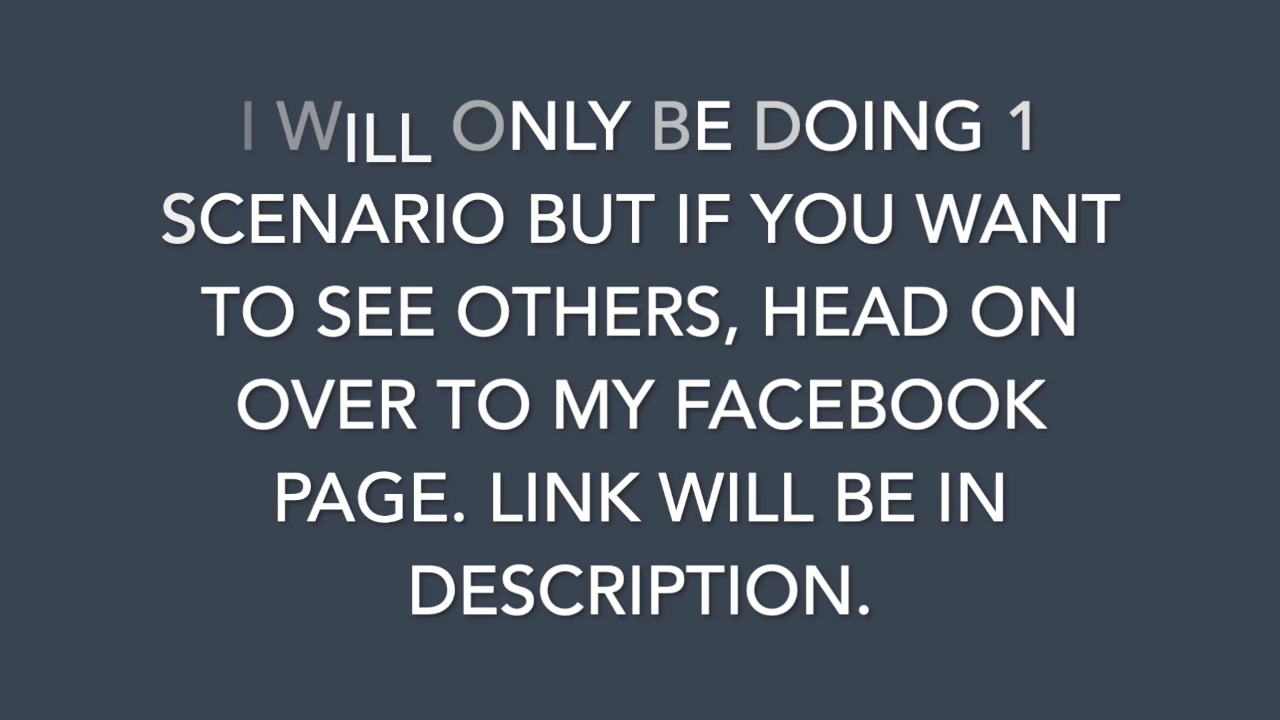 I WILL ONLY BE DOING 1
SCENARIO BUT IF YOU WANT
TO SEE OTHERS, HEAD ON
OVER TO MY FACEBOOK
PAGE. LINK WILL BE IN
DESCRIPTION.